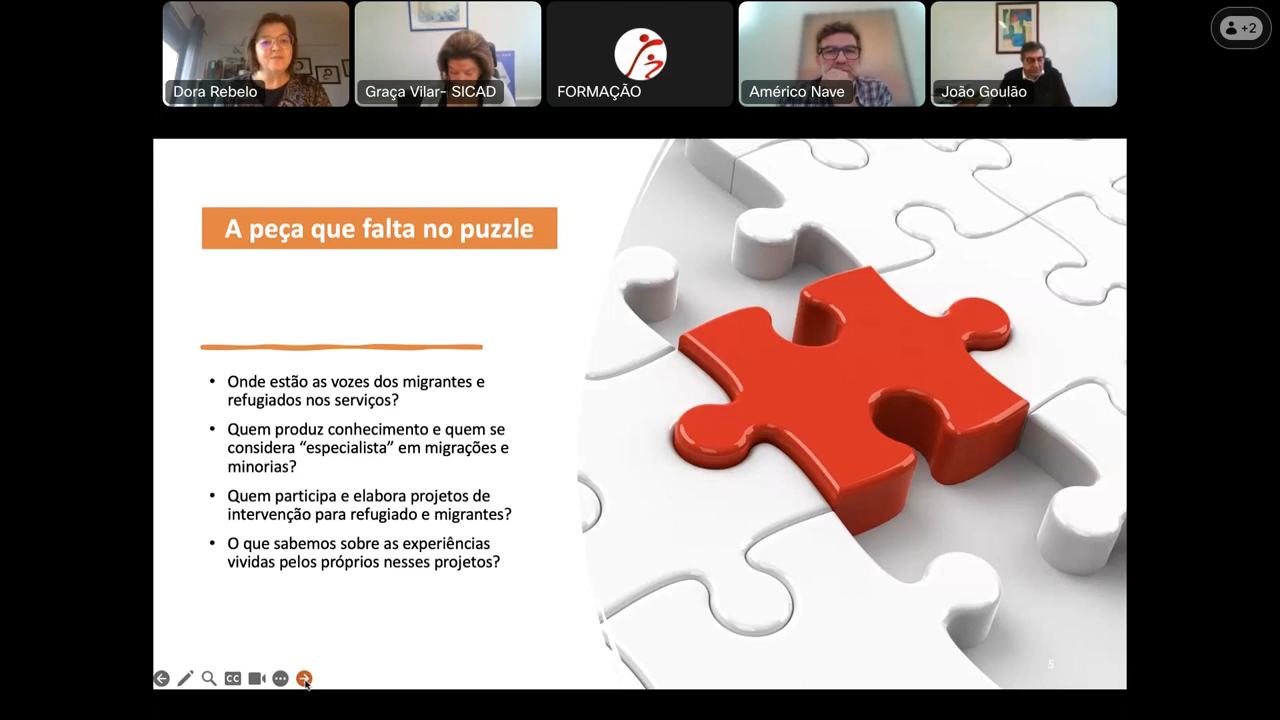 Dora Rebelo
Graça Vilar- SICAD
FORMAÇÃO
Américo Nave
João Goulão
+2
A peça que falta no puzzle
• Onde estão as vozes dos migrantes e
refugiados nos serviços?
• Quem produz conhecimento e quem se
considera “especialista” em migrações e
minorias?
• Quem participa e elabora projetos de
intervenção para refugiado e migrantes?
• O que sabemos sobre as experiências
vividas pelos próprios nesses projetos?
5
CC